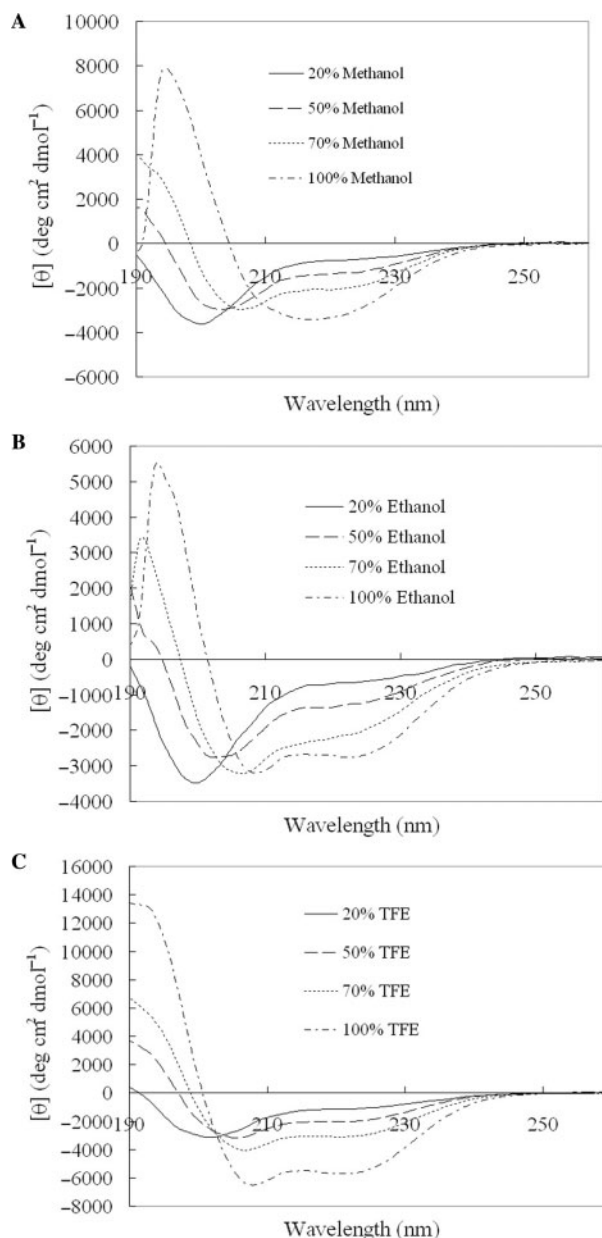 A
[θ] (deg cm² dmol⁻¹)
10000
8000
6000
4000
2000
0
−2000
−4000
−6000
190
210
230
250
20% Methanol
50% Methanol
70% Methanol
100% Methanol
Wavelength (nm)
B
[θ] (deg cm² dmol⁻¹)
6000
5000
4000
3000
2000
1000
0
−1000
−2000
−3000
−4000
190
210
230
250
20% Ethanol
50% Ethanol
70% Ethanol
100% Ethanol
Wavelength (nm)
C
[θ] (deg cm² dmol⁻¹)
16000
14000
12000
10000
8000
6000
4000
2000
0
−2000
−4000
−6000
−8000
190
210
230
250
20% TFE
50% TFE
70% TFE
100% TFE
Wavelength (nm)